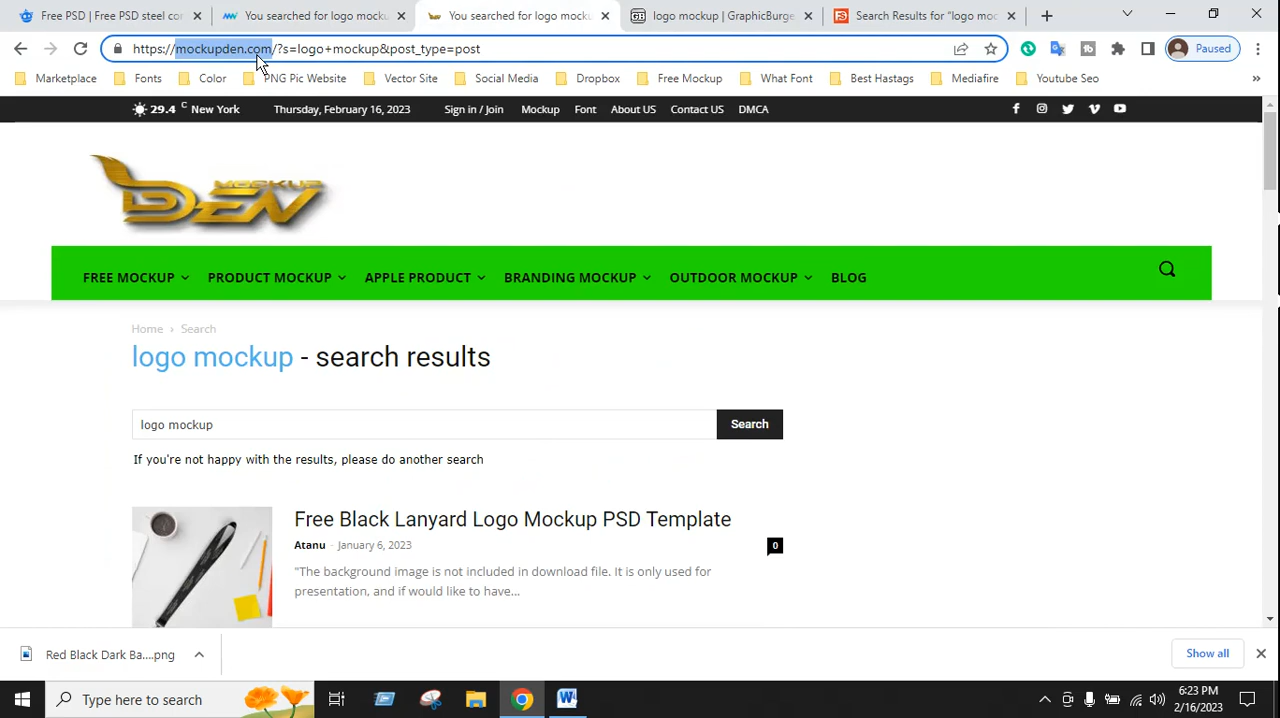 Free PSD | Free PSD steel cor
You searched for logo mockup
You searched for logo mocku
logo mockup | GraphicBurge
Search Results for "logo moc
https://mockupden.com/?s=logo+mockup&post_type=post
Paused
Marketplace
Fonts
Color
PNG Pic Website
Vector Site
Social Media
Dropbox
Free Mockup
What Font
Best Hastags
Mediafire
Youtube Seo
29.4 C New York
Thursday, February 16, 2023
Sign in / Join
Mockup
Font
About US
Contact US
DMCA
MOCKUP
DEN
FREE MOCKUP
PRODUCT MOCKUP
APPLE PRODUCT
BRANDING MOCKUP
OUTDOOR MOCKUP
BLOG
Home › Search
logo mockup - search results
logo mockup
Search
If you're not happy with the results, please do another search
Free Black Lanyard Logo Mockup PSD Template
Atanu - January 6, 2023
0
"The background image is not included in download file. It is only used for
presentation, and if would like to have...
Red Black Dark Ba....png
Show all
Type here to search
6:23 PM
2/16/2023